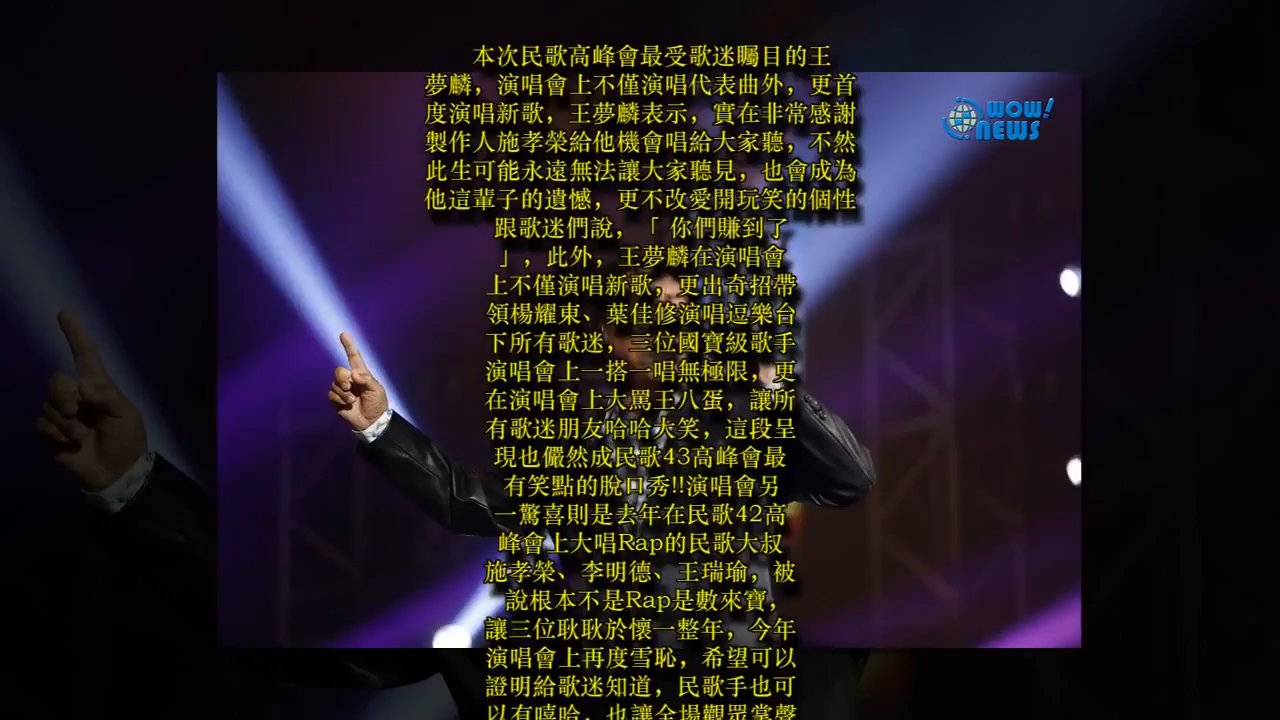 本次民歌高峰會最受歌迷矚目的王
夢麟，演唱會上不僅演唱代表曲外，更首
度演唱新歌，王夢麟表示，實在非常感謝
製作人施孝榮給他機會唱給大家聽，不然
此生可能永遠無法讓大家聽見，也會成為
他這輩子的遺憾，更不改愛開玩笑的個性
跟歌迷們說，「 你們賺到了
」，此外，王夢麟在演唱會
上不僅演唱新歌，更出奇招帶
領楊耀東、葉佳修演唱逗樂台
下所有歌迷，三位國寶級歌手
演唱會上一搭一唱無極限，更
在演唱會上大罵王八蛋，讓所
有歌迷朋友哈哈大笑，這段呈
現也儼然成民歌43高峰會最
有笑點的脫口秀!!演唱會另
一驚喜則是去年在民歌42高
峰會上大唱Rap的民歌大叔
施孝榮、李明德、王瑞瑜，被
說根本不是Rap是數來寶，
讓三位耿耿於懷一整年，今年
演唱會上再度雪恥，希望可以
證明給歌迷知道，民歌手也可
以有嘻哈，也讓全場觀眾掌聲
WOW!
NEWS